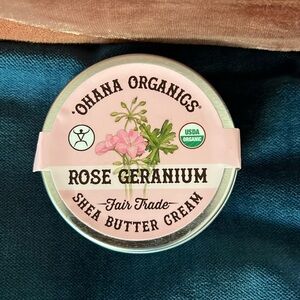 'OHANA ORGANICS'
USDA
ORGANIC
ROSE GERANIUM
Fair Trade
SHEA BUTTER CREAM